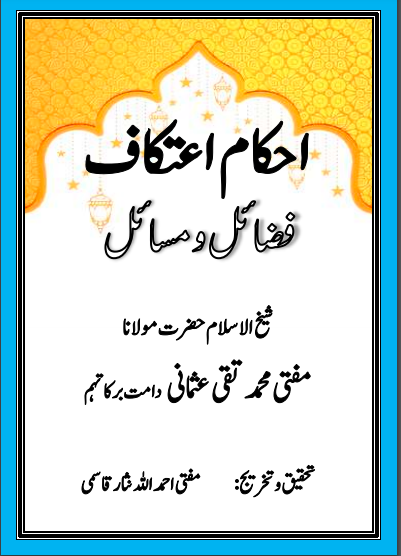 احکام اعتکاف
فضائل و مسائل
شیخ الاسلام حضرت مولانا
مفتی محمد تقی عثمانی دامت برکاتہم
تحقیق و تخریج: مفتی احمد اللہ نثار قاسمی